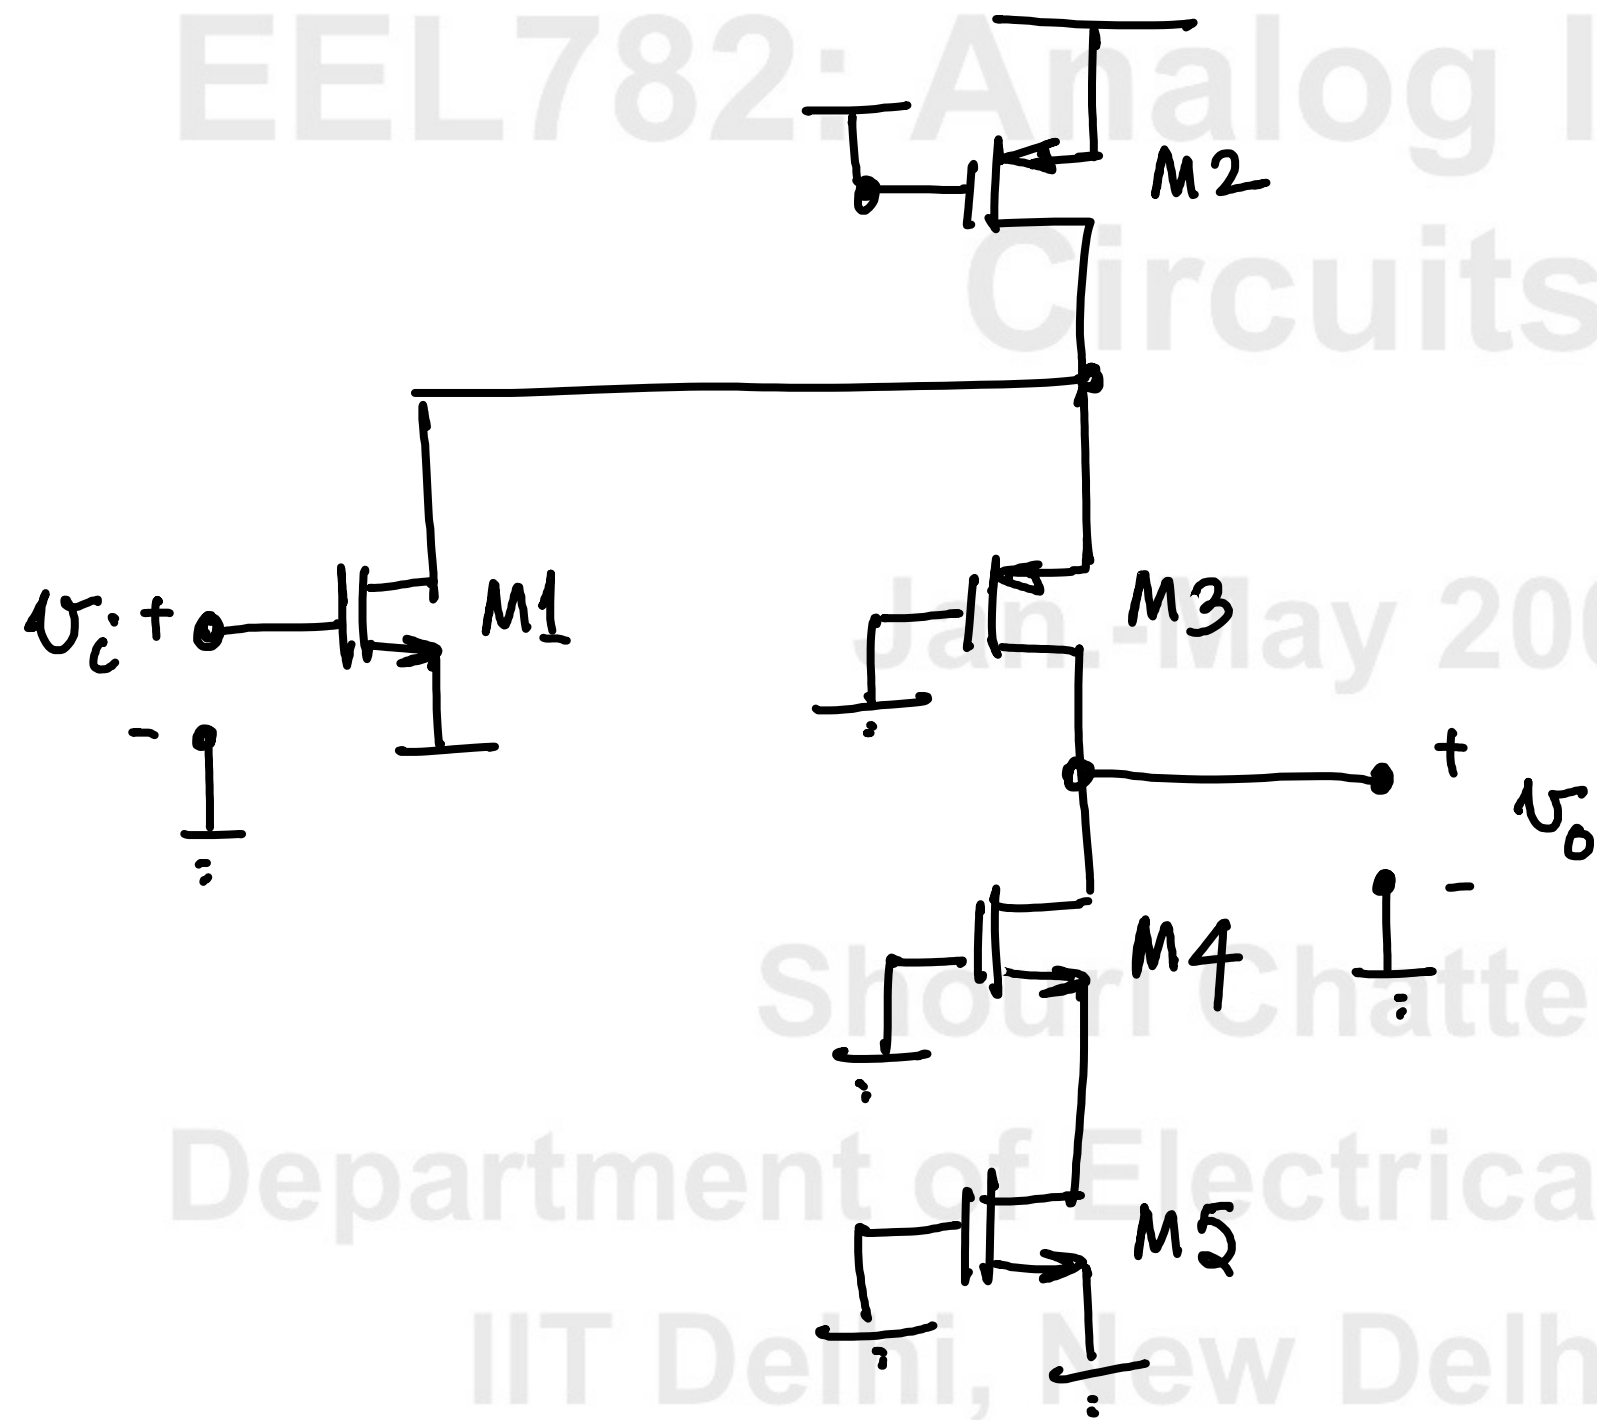 EEL782: Analog I
M2
Circuits
M1
vi + -
M3
Jan.-May 200
+ vo -
M4
Shouri Chatte
Department of Electrica
M5
IIT Delhi, New Delh